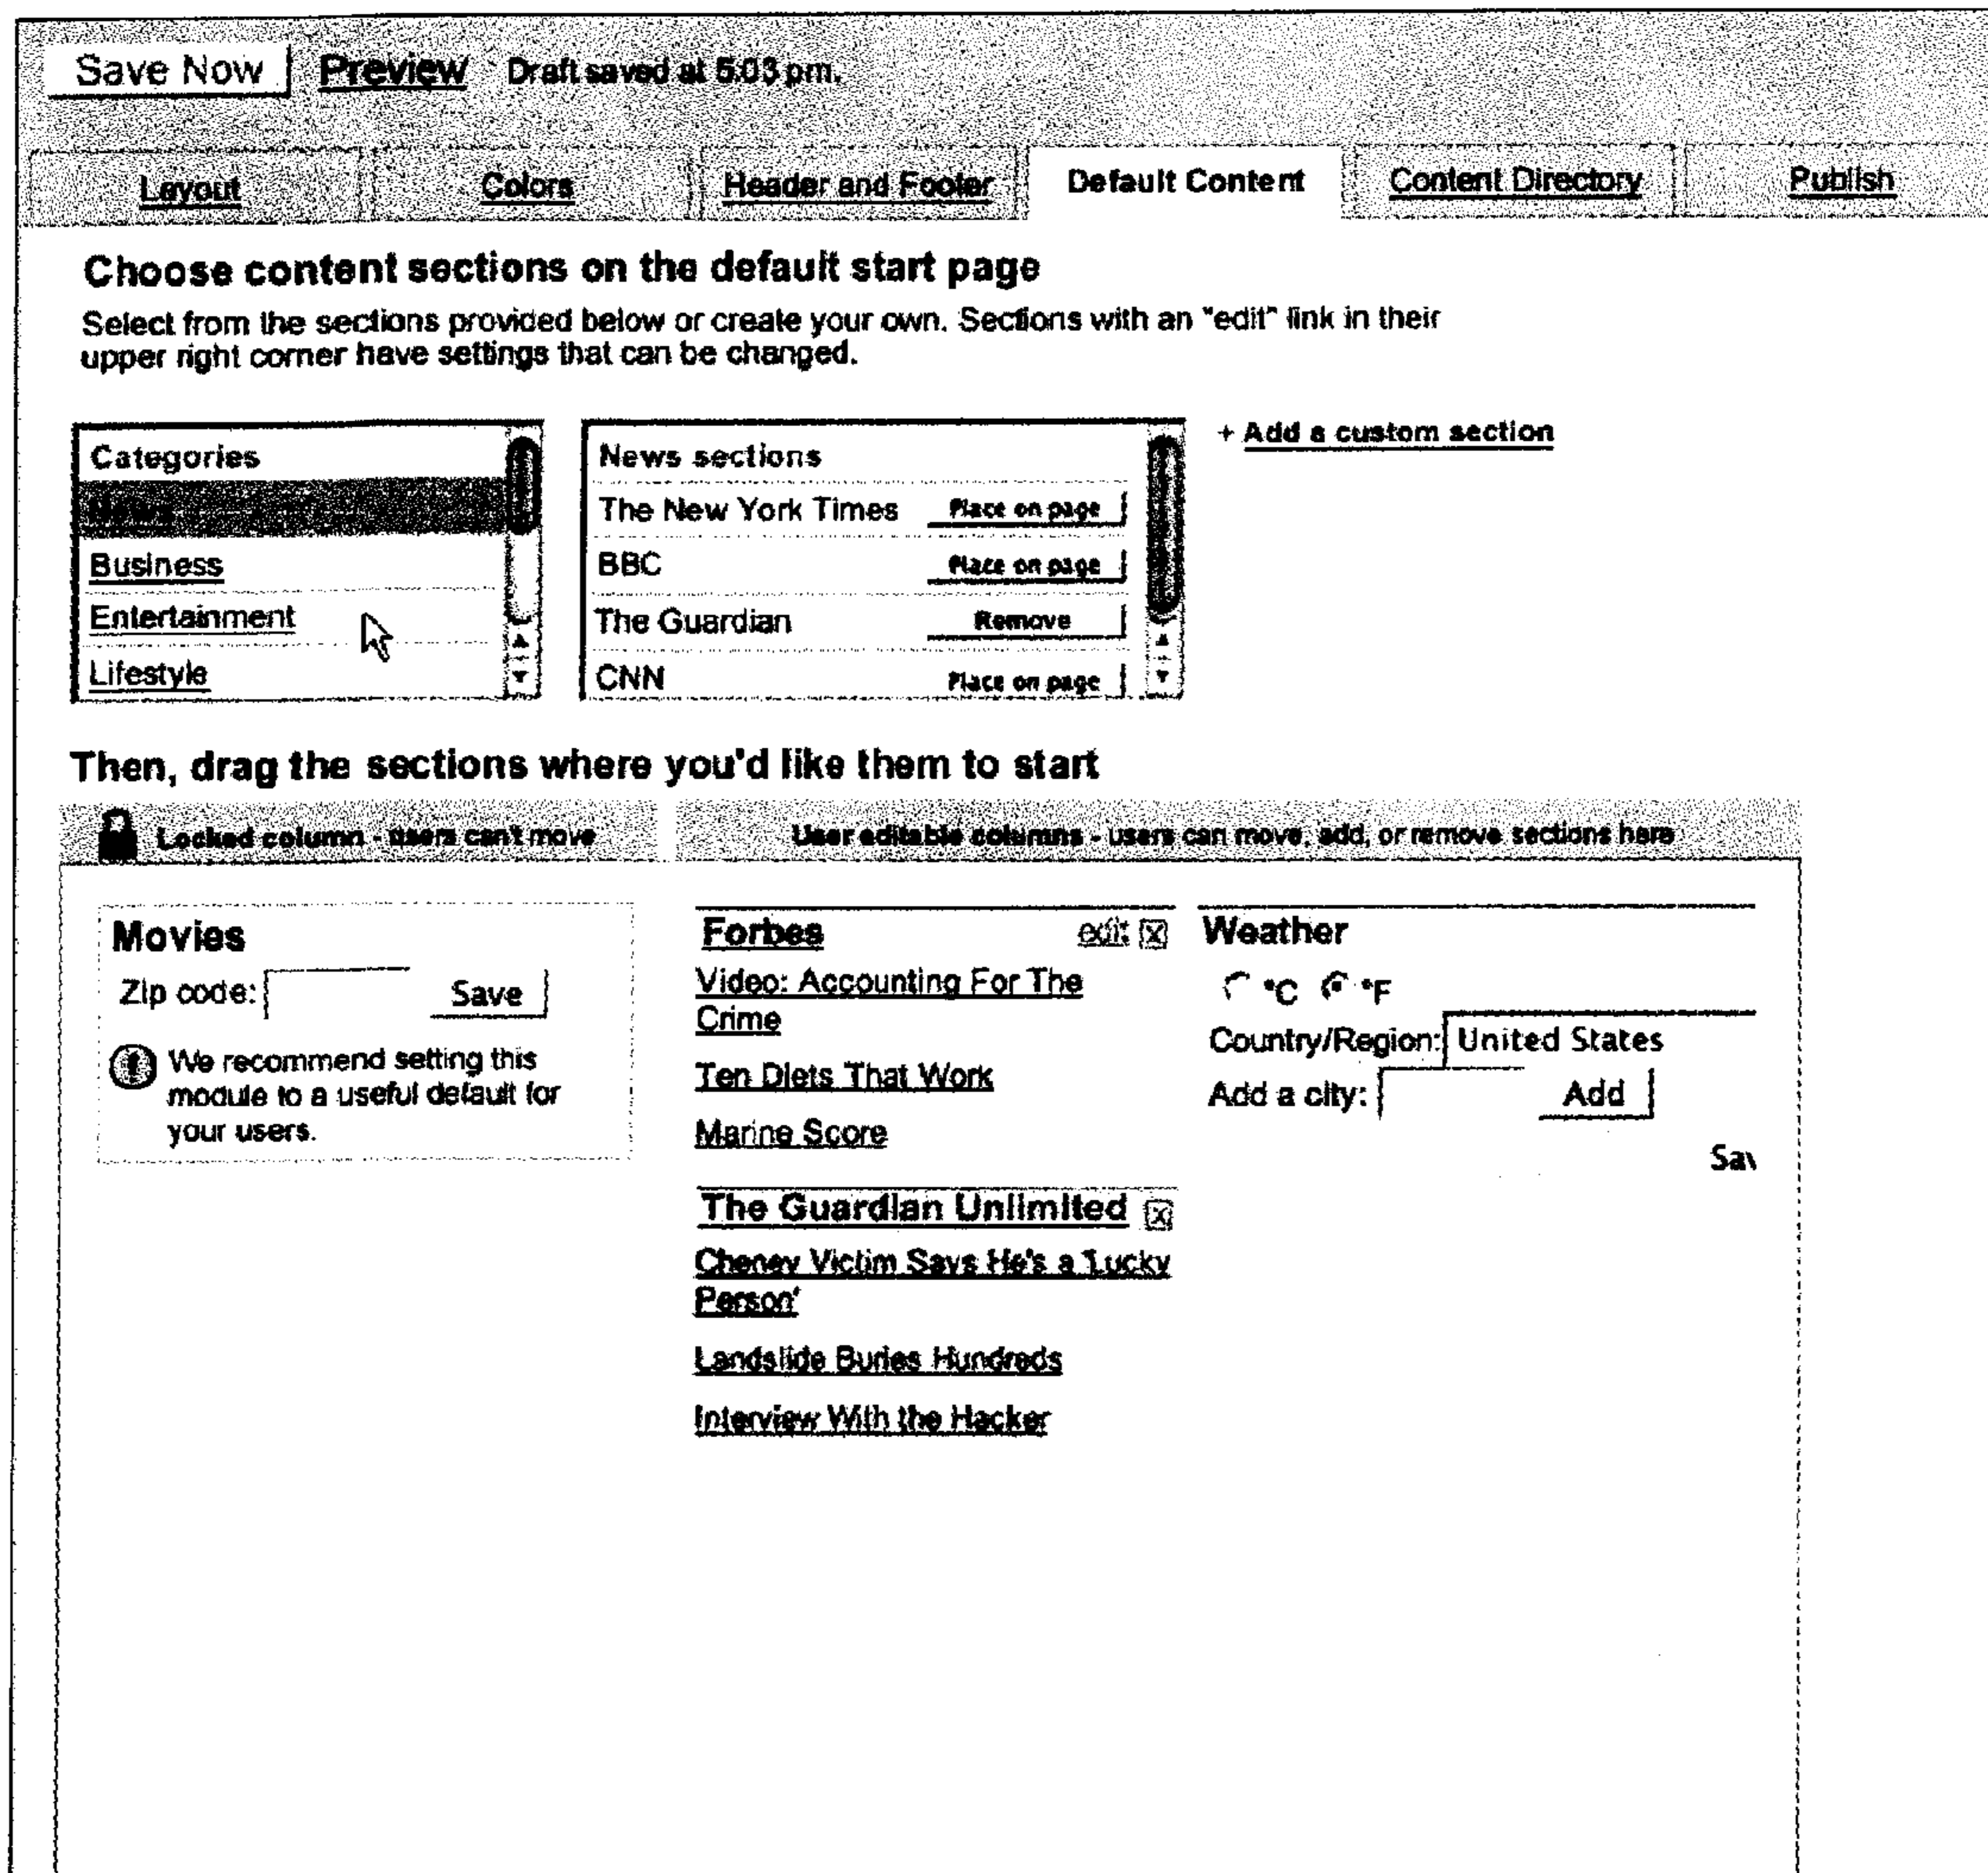 Save Now Preview Draft saved at 5:03 pm.
Layout Colors Header and Footer Default Content Content Directory Publish
Choose content sections on the default start page
Select from the sections provided below or create your own. Sections with an "edit" link in their
upper right corner have settings that can be changed.
Categories
News
Business
Entertainment
Lifestyle
News sections
The New York Times Place on page
BBC Place on page
The Guardian Remove
CNN Place on page
+ Add a custom section
Then, drag the sections where you'd like them to start
Locked column - users can't move
User editable columns - users can move, add, or remove sections here
Movies
Zip code: Save
We recommend setting this
module to a useful default for
your users.
Forbes edit X
Video: Accounting For The
Crime
Ten Diets That Work
Marine Score
The Guardian Unlimited X
Cheney Victim Says He's a 'Lucky
Person'
Landslide Buries Hundreds
Interview With the Hacker
Weather
°C °F
Country/Region: United States
Add a city: Add
Sav